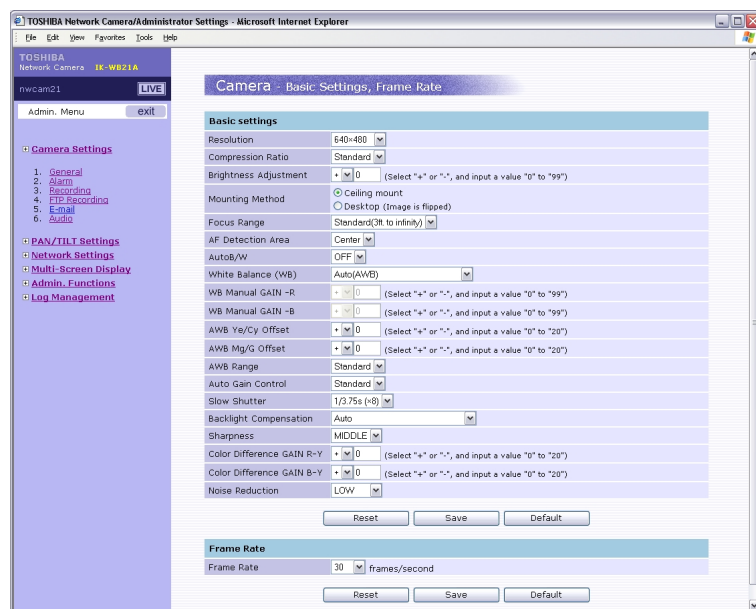 TOSHIBA Network Camera/Administrator Settings - Microsoft Internet Explorer
File Edit View Favorites Tools Help
TOSHIBA
Network Camera IK-WB21A
nwcam21 LIVE
Admin. Menu exit
Camera Settings
1. General
2. Alarm
3. Recording
4. FTP Recording
5. E-mail
6. Audio
PAN/TILT Settings
Network Settings
Multi-Screen Display
Admin. Functions
Log Management
Camera - Basic Settings, Frame Rate
Basic settings
Resolution 640×480
Compression Ratio Standard
Brightness Adjustment + 0 (Select "+" or "-", and input a value "0" to "99")
Mounting Method Ceiling mount
Desktop (Image is flipped)
Focus Range Standard(3ft. to infinity)
AF Detection Area Center
AutoB/W OFF
White Balance (WB) Auto(AWB)
WB Manual GAIN -R + 0 (Select "+" or "-", and input a value "0" to "99")
WB Manual GAIN -B + 0 (Select "+" or "-", and input a value "0" to "99")
AWB Ye/Cy Offset + 0 (Select "+" or "-", and input a value "0" to "20")
AWB Mg/G Offset + 0 (Select "+" or "-", and input a value "0" to "20")
AWB Range Standard
Auto Gain Control Standard
Slow Shutter 1/3.75s (×8)
Backlight Compensation Auto
Sharpness MIDDLE
Color Difference GAIN R-Y + 0 (Select "+" or "-", and input a value "0" to "20")
Color Difference GAIN B-Y + 0 (Select "+" or "-", and input a value "0" to "20")
Noise Reduction LOW
Reset Save Default
Frame Rate
Frame Rate 30 frames/second
Reset Save Default